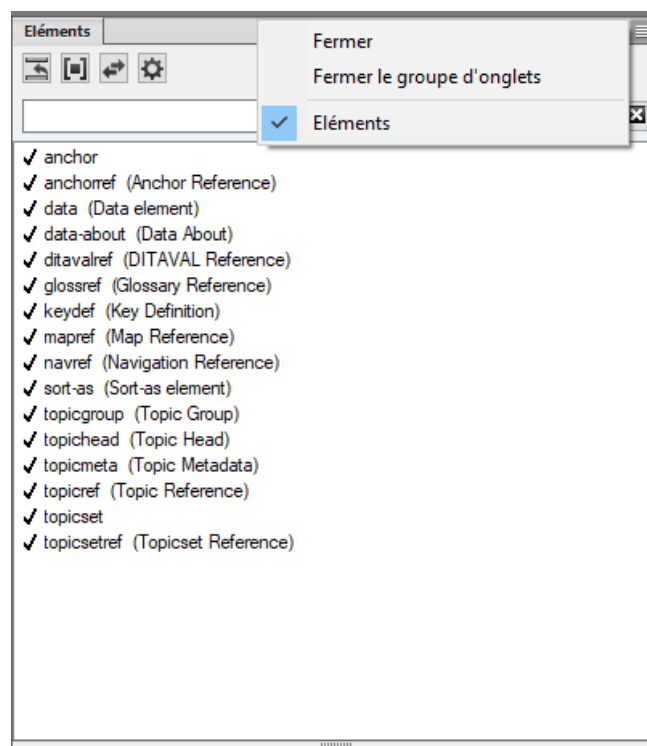 Eléments
Fermer
Fermer le groupe d'onglets
Eléments
anchor
anchorref (Anchor Reference)
data (Data element)
data-about (Data About)
ditavalref (DITAVAL Reference)
glossref (Glossary Reference)
keydef (Key Definition)
mapref (Map Reference)
navref (Navigation Reference)
sort-as (Sort-as element)
topicgroup (Topic Group)
topichead (Topic Head)
topicmeta (Topic Metadata)
topicref (Topic Reference)
topicset
topicsetref (Topicset Reference)